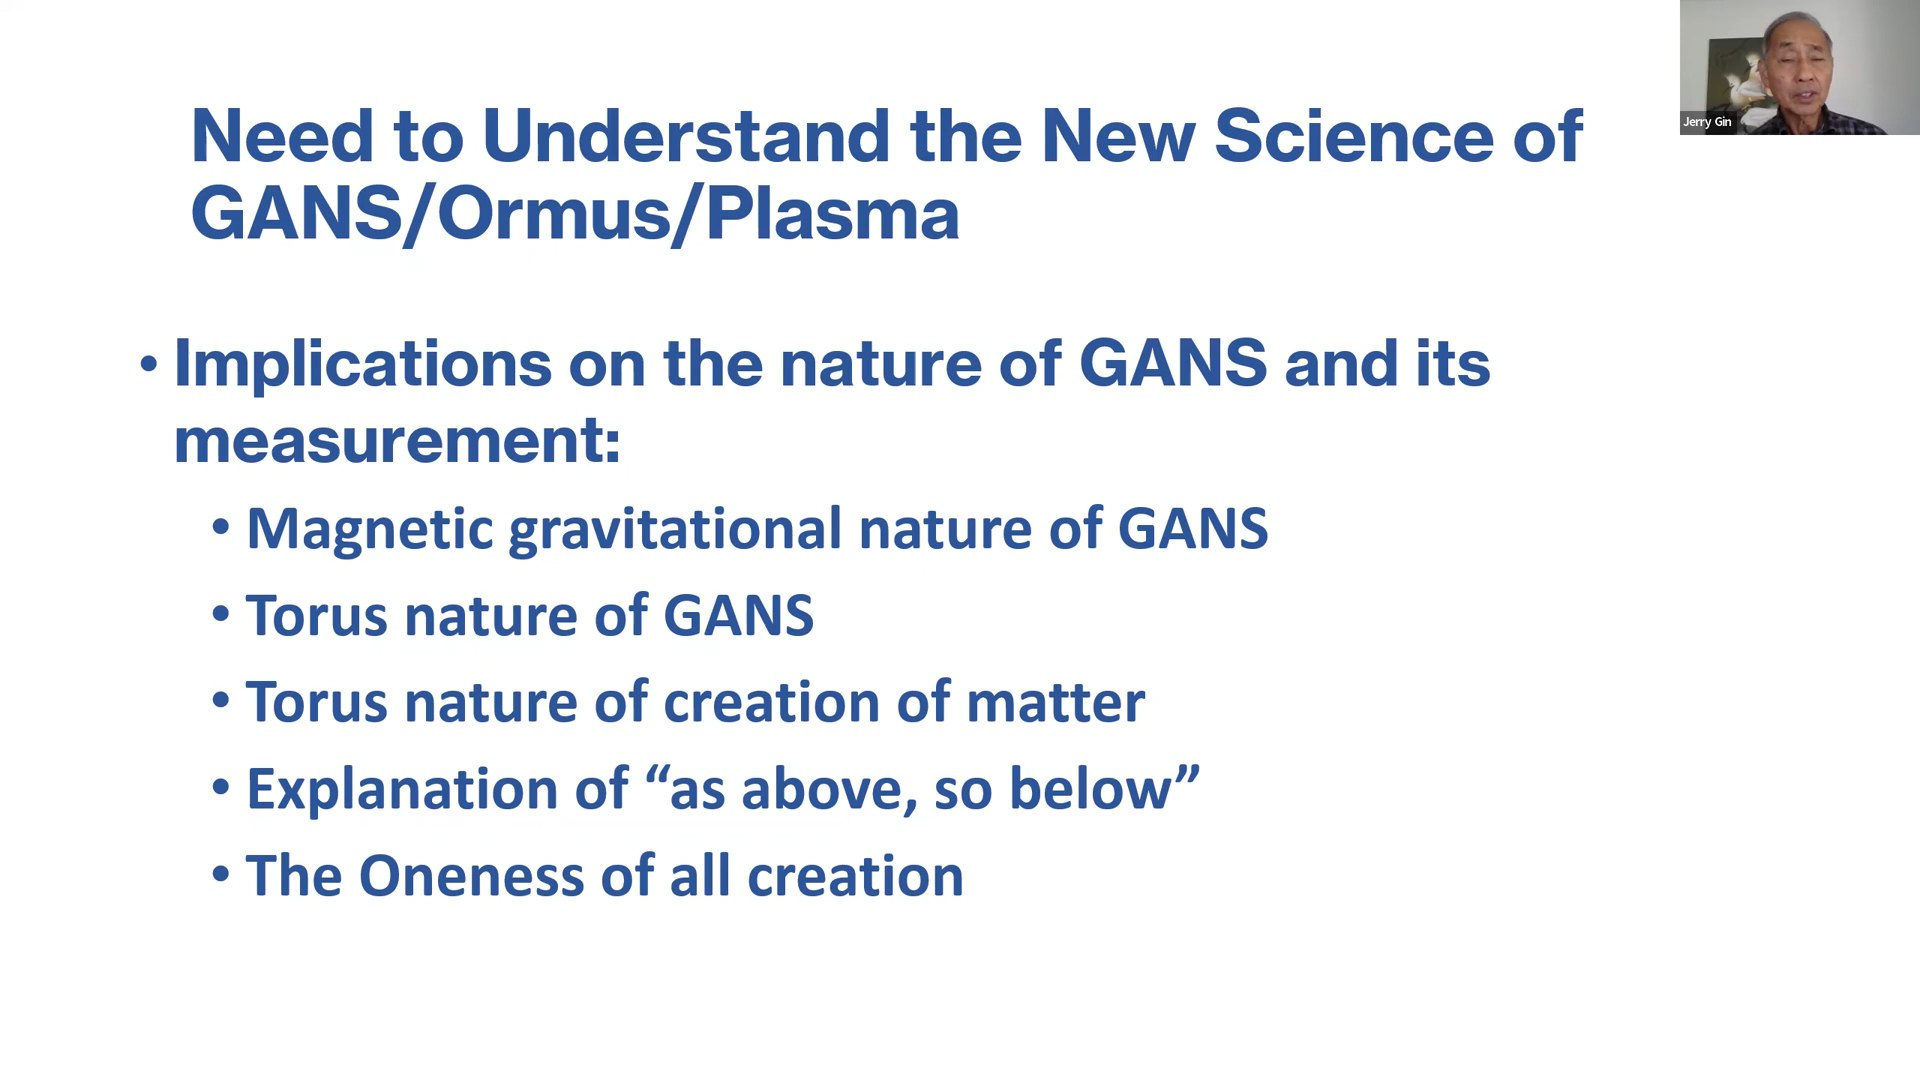 Need to Understand the New Science of
GANS/Ormus/Plasma
Jerry Gin
• Implications on the nature of GANS and its
measurement:
• Magnetic gravitational nature of GANS
• Torus nature of GANS
• Torus nature of creation of matter
• Explanation of “as above, so below”
• The Oneness of all creation